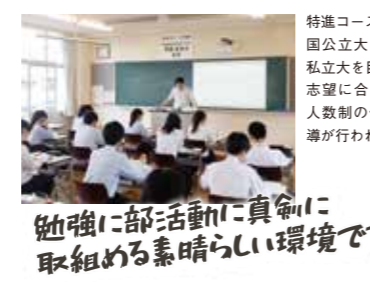 特進コース
国公立大
私立大を
志望に合
人数制の
導が行わ
勉強に部活動に真剣に
取組める素晴らしい環境で